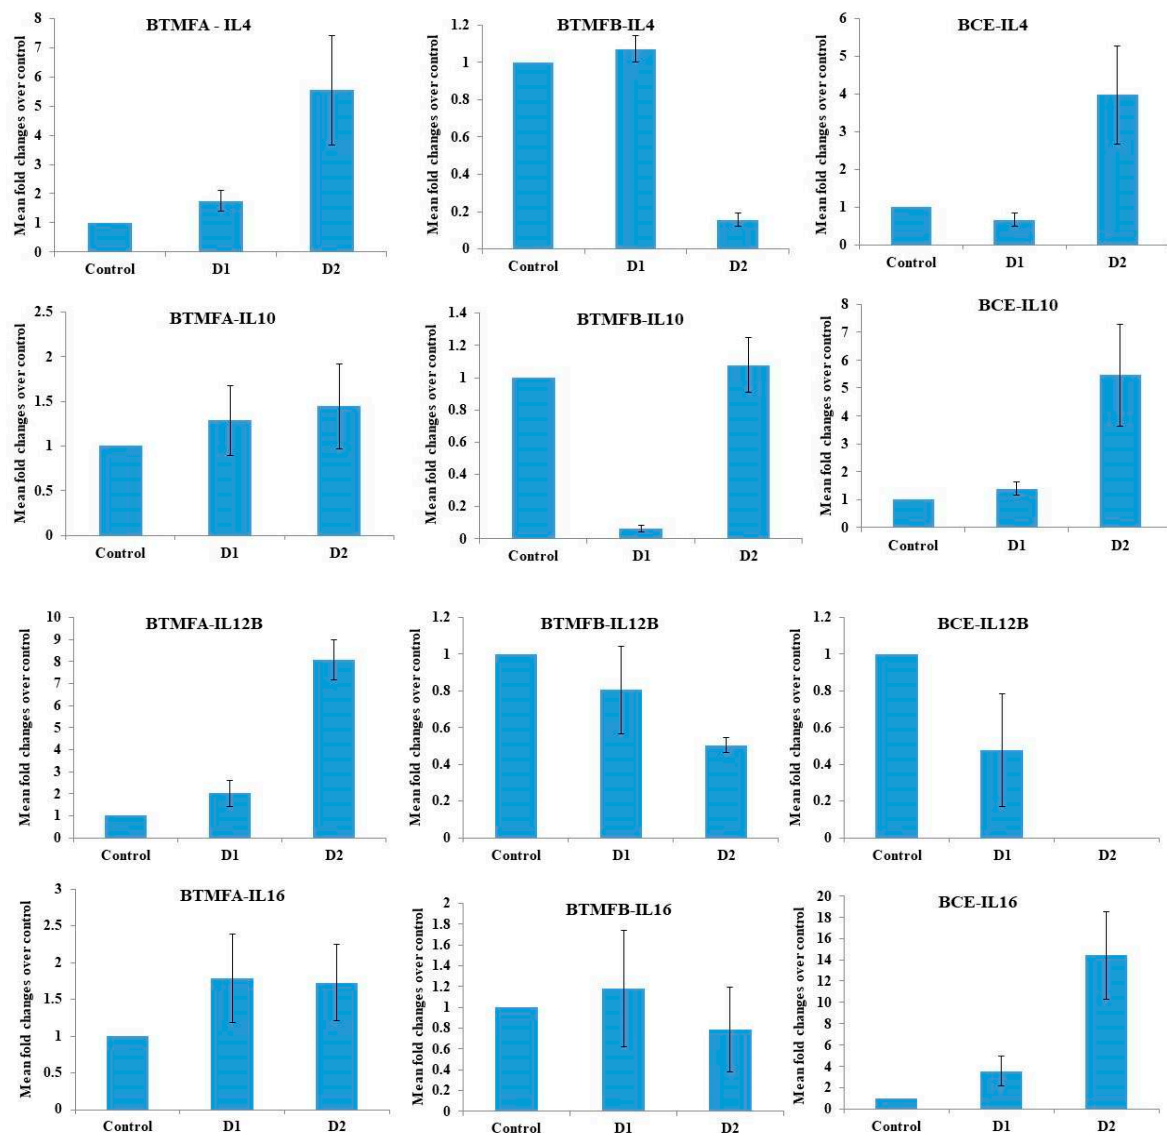 BTMFA - IL4
Mean fold changes over control
8
7
6
5
4
3
2
1
0
Control D1 D2
BTMFB-IL4
Mean fold changes over control
1.2
1
0.8
0.6
0.4
0.2
0
Control D1 D2
BCE-IL4
Mean fold changes over control
6
5
4
3
2
1
0
Control D1 D2
BTMFA-IL10
Mean fold changes over control
2.5
2
1.5
1
0.5
0
Control D1 D2
BTMFB-IL10
Mean fold changes over control
1.4
1.2
1
0.8
0.6
0.4
0.2
0
Control D1 D2
BCE-IL10
Mean fold changes over control
8
7
6
5
4
3
2
1
0
Control D1 D2
BTMFA-IL12B
Mean fold changes over control
10
9
8
7
6
5
4
3
2
1
0
Control D1 D2
BTMFB-IL12B
Mean fold changes over control
1.2
1
0.8
0.6
0.4
0.2
0
Control D1 D2
BCE-IL12B
Mean fold changes over control
1.2
1
0.8
0.6
0.4
0.2
0
Control D1 D2
BTMFA-IL16
Mean fold changes over control
3
2.5
2
1.5
1
0.5
0
Control D1 D2
BTMFB-IL16
Mean fold changes over control
2
1.8
1.6
1.4
1.2
1
0.8
0.6
0.4
0.2
0
Control D1 D2
BCE-IL16
Mean fold changes over control
20
18
16
14
12
10
8
6
4
2
0
Control D1 D2